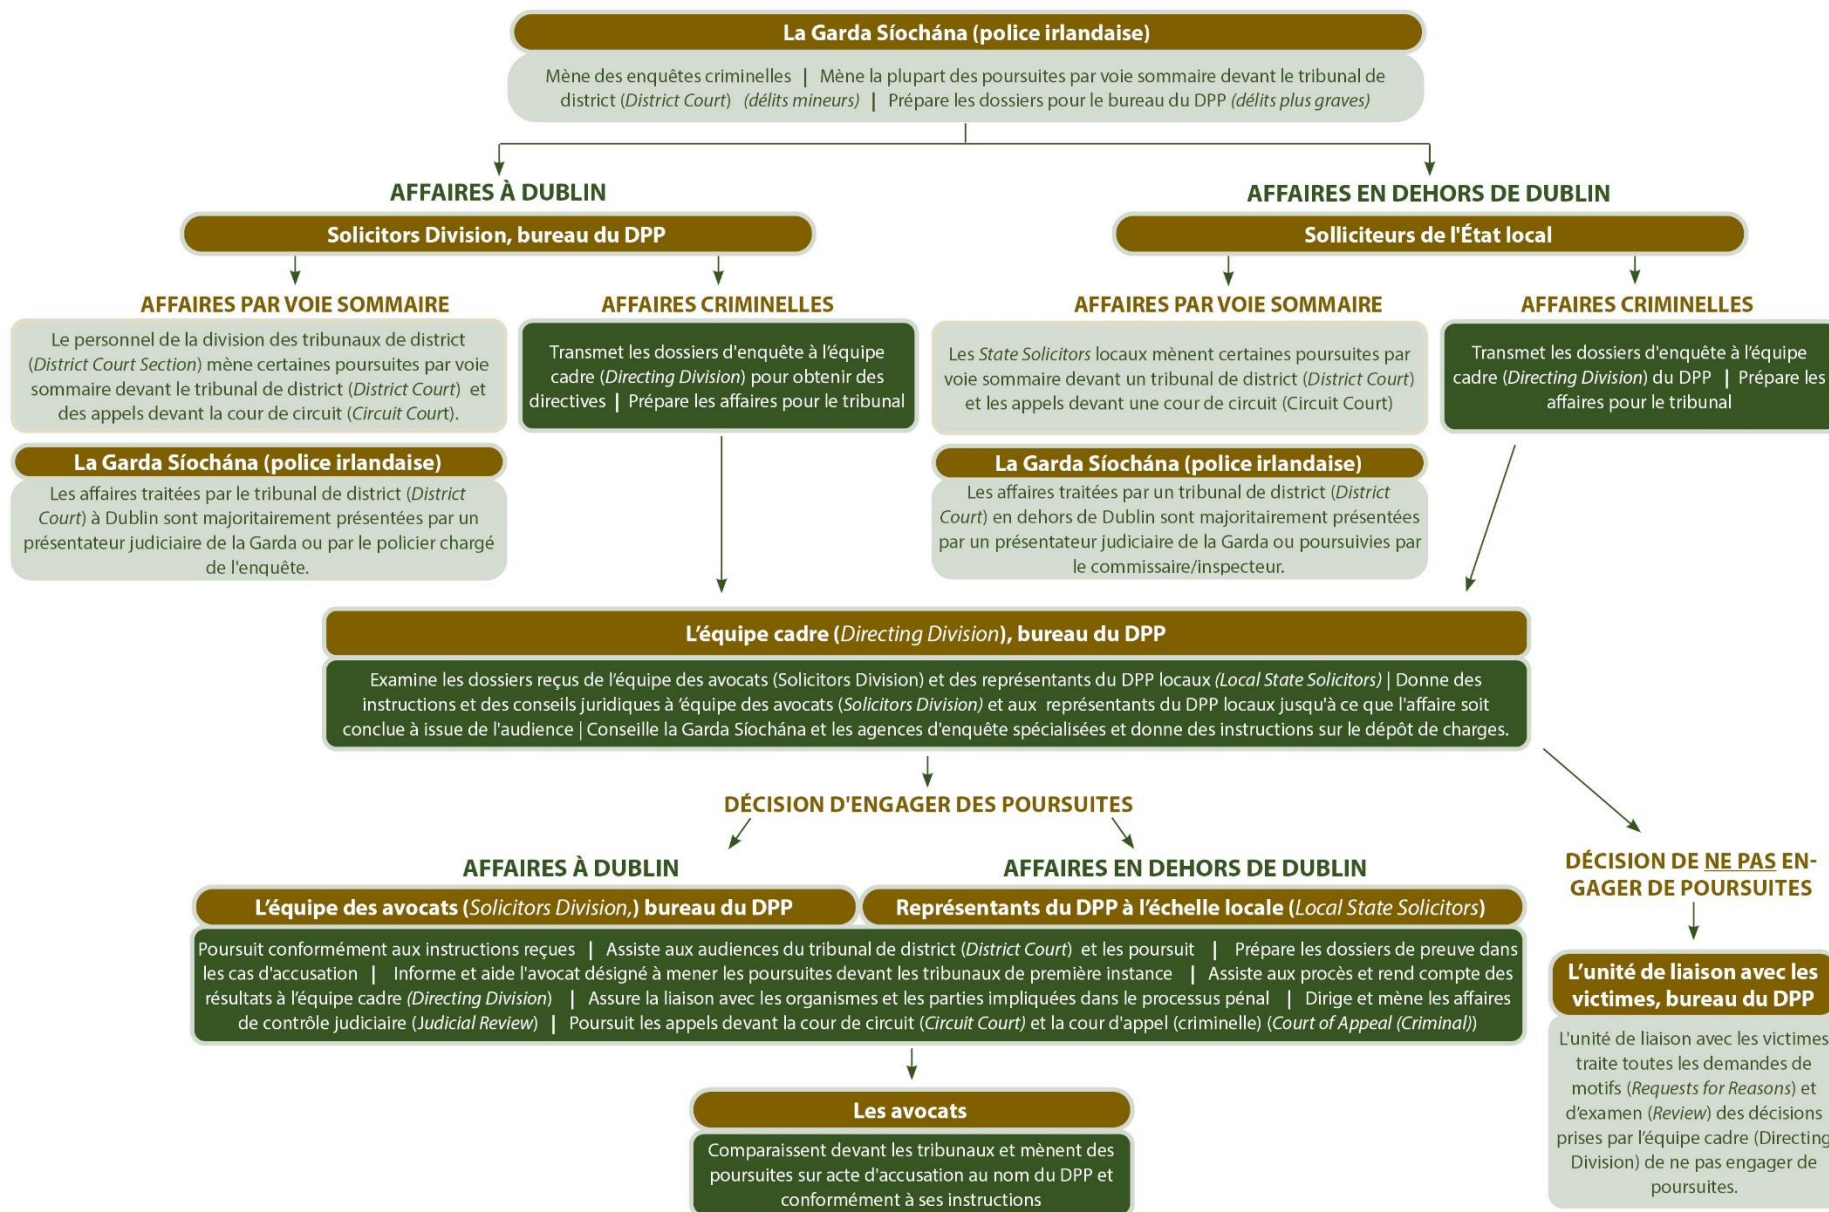 La Garda Síochána (police irlandaise)
Mène des enquêtes criminelles | Mène la plupart des poursuites par voie sommaire devant le tribunal de
district (District Court) (délits mineurs) | Prépare les dossiers pour le bureau du DPP (délits plus graves)
AFFAIRES À DUBLIN
Solicitors Division, bureau du DPP
AFFAIRES PAR VOIE SOMMAIRE
Le personnel de la division des tribunaux de district
(District Court Section) mène certaines poursuites par voie
sommaire devant le tribunal de district (District Court) et
des appels devant la cour de circuit (Circuit Court).
La Garda Síochána (police irlandaise)
Les affaires traitées par le tribunal de district (District
Court) à Dublin sont majoritairement présentées par un
présentateur judiciaire de la Garda ou par le policier chargé
de l'enquête.
AFFAIRES CRIMINELLES
Transmet les dossiers d'enquête à l'équipe
cadre (Directing Division) pour obtenir des
directives | Prépare les affaires pour le tribunal
AFFAIRES EN DEHORS DE DUBLIN
Solliciteurs de l'État local
AFFAIRES PAR VOIE SOMMAIRE
Les State Solicitors locaux mènent certaines poursuites par
voie sommaire devant un tribunal de district (District Court)
et les appels devant une cour de circuit (Circuit Court)
La Garda Síochána (police irlandaise)
Les affaires traitées par un tribunal de district (District
Court) en dehors de Dublin sont majoritairement présentées
par un présentateur judiciaire de la Garda ou poursuivies par
le commissaire/inspecteur.
AFFAIRES CRIMINELLES
Transmet les dossiers d'enquête à l'équipe
cadre (Directing Division) du DPP | Prépare les
affaires pour le tribunal
L'équipe cadre (Directing Division), bureau du DPP
Examine les dossiers reçus de l'équipe des avocats (Solicitors Division) et des représentants du DPP locaux (Local State Solicitors) | Donne des
instructions et des conseils juridiques à 'équipe des avocats (Solicitors Division) et aux représentants du DPP locaux jusqu'à ce que l'affaire soit
conclue à issue de l'audience | Conseille la Garda Síochána et les agences d'enquête spécialisées et donne des instructions sur le dépôt de charges.
DÉCISION D'ENGAGER DES POURSUITES
AFFAIRES À DUBLIN
L'équipe des avocats (Solicitors Division,) bureau du DPP
AFFAIRES EN DEHORS DE DUBLIN
Représentants du DPP à l'échelle locale (Local State Solicitors)
Poursuit conformément aux instructions reçues | Assiste aux audiences du tribunal de district (District Court) et les poursuit | Prépare les dossiers de preuve dans
les cas d'accusation | Informe et aide l'avocat désigné à mener les poursuites devant les tribunaux de première instance | Assiste aux procès et rend compte des
résultats à l'équipe cadre (Directing Division) | Assure la liaison avec les organismes et les parties impliquées dans le processus pénal | Dirige et mène les affaires
de contrôle judiciaire (Judicial Review) | Poursuit les appels devant la cour de circuit (Circuit Court) et la cour d'appel (criminelle) (Court of Appeal (Criminal))
Les avocats
Comparaissent devant les tribunaux et mènent des
poursuites sur acte d'accusation au nom du DPP et
conformément à ses instructions
DÉCISION DE NE PAS EN-
GAGER DE POURSUITES
L'unité de liaison avec les
victimes, bureau du DPP
L'unité de liaison avec les victimes
traite toutes les demandes de
motifs (Requests for Reasons) et
d'examen (Review) des décisions
prises par l'équipe cadre (Directing
Division) de ne pas engager de
poursuites.